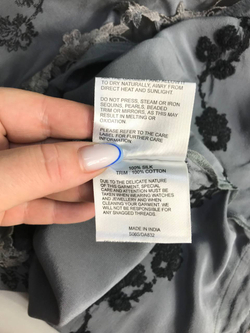 TO DRY NATURALLY, AWAY FROM
DIRECT HEAT AND SUNLIGHT.
DO NOT PRESS, STEAM OR IRON
SEQUINS, PEARLS, BEADED
TRIM OR MIRRORS, AS THIS MAY
RESULT IN MELTING OR
OXIDATION.
PLEASE REFER TO THE CARE
LABEL FOR FURTHER CARE
INFORMATION
100% SILK
TRIM : 100% COTTON
DUE TO THE DELICATE NATURE
OF THIS GARMENT, SPECIAL
CARE AND ATTENTION MUST BE
TAKEN WHEN WEARING WATCHES
AND JEWELLERY AND WHEN
CLEANING YOUR GARMENT. WE
WILL NOT BE RESPONSIBLE FOR
ANY SNAGGED THREADS.
MADE IN INDIA